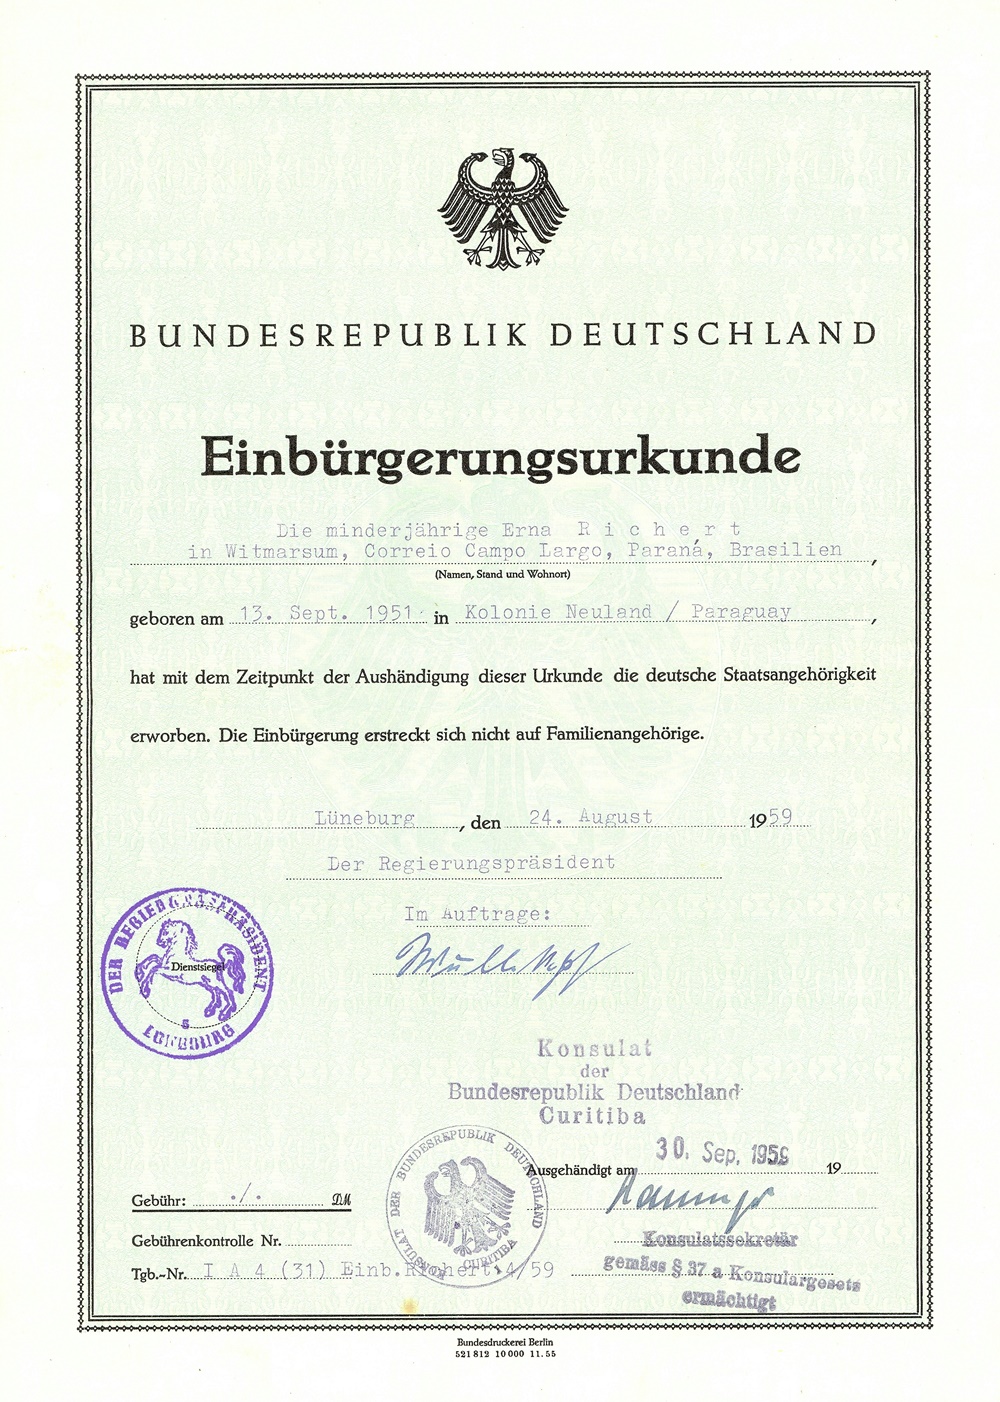 BUNDESREPUBLIK DEUTSCHLAND
Einbürgerungsurkunde
Die minderjährige Erna Richert
in Witmarsum, Correio Campo Largo, Paraná, Brasilien,
(Namen, Stand und Wohnort)
geboren am 13. Sept. 1951 in Kolonie Neuland / Paraguay,
hat mit dem Zeitpunkt der Aushändigung dieser Urkunde die deutsche Staatsangehörigkeit
erworben. Die Einbürgerung erstreckt sich nicht auf Familienangehörige.
Lüneburg, den 24. August 1959
Der Regierungspräsident
Im Auftrage:
DER REGIERUNGSPRÄSIDENT
Dienstsiegel
5
LÜNEBURG
Konsulat
der
Bundesrepublik Deutschland
Curitiba
Ausgehändigt am 30. Sep. 1959 19
KONSULAT DER BUNDESREPUBLIK DEUTSCHLAND
CURITIBA
Gebühr: ./. DM
Konsulatssekretär
Gebührenkontrolle Nr.
gemäss § 37 a Konsulargesetz
Tgb.-Nr. I A 4 (31) Einb.Richert 4/59
ermächtigt
Bundesdruckerei Berlin
521812 10000 11.55